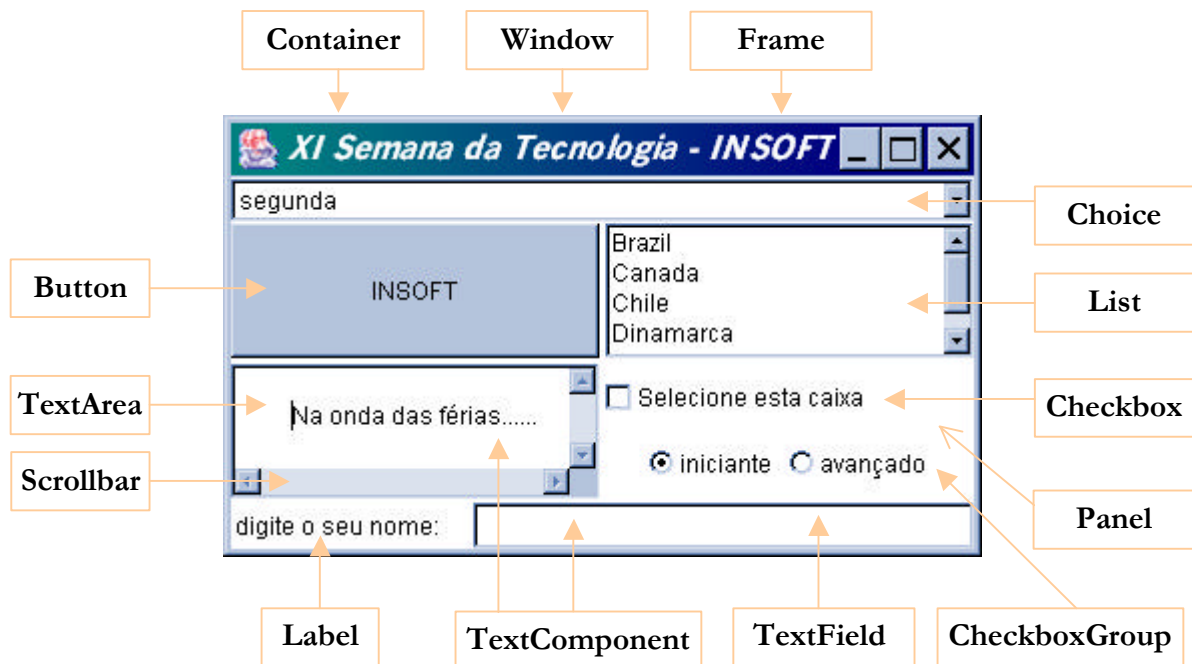 Container Window Frame
XI Semana da Tecnologia - INSOFT
segunda
Choice
Button
INSOFT
Brazil
Canada
Chile
Dinamarca
List
TextArea
Na onda das férias......
Selecione esta caixa
Checkbox
Scrollbar
iniciante avançado
Panel
digite o seu nome:
Label TextComponent TextField CheckboxGroup